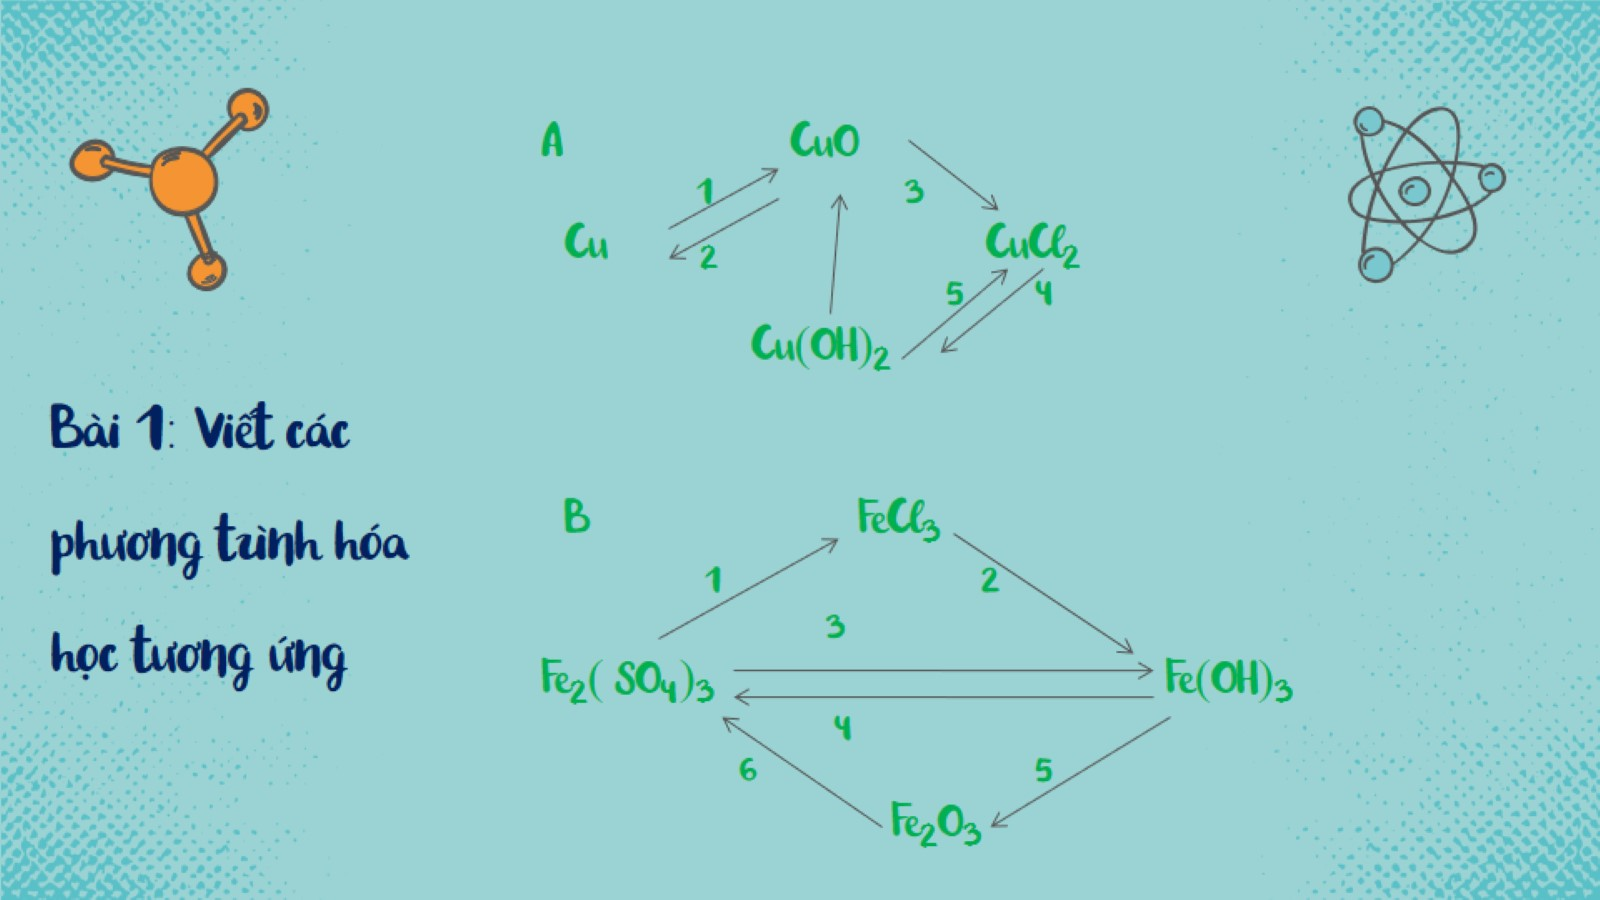 A
CuO
1
3
Cu
2
CuCl₂
5
4
Cu(OH)₂
Bài 1: Viết các
phương trình hóa
học tương ứng
B
FeCl₃
1
2
3
Fe₂( SO₄)₃
Fe(OH)₃
4
6
5
Fe₂O₃